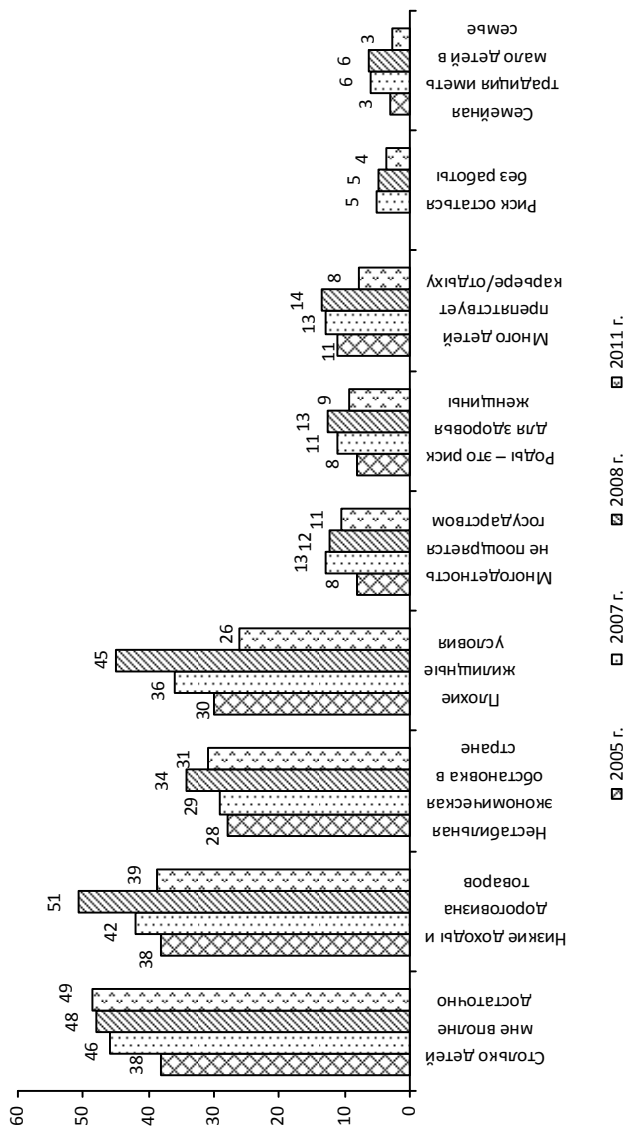 60
50
40
30
20
10
0
38
46
48
49
38
42
51
39
28
29
34
31
30
36
45
26
8
13
12
11
8
11
13
9
11
13
14
8
5
5
4
3
6
6
3
Столько детей
мне вполне
достаточно
Низкие доходы и
дороговизна
товаров
Нестабильная
экономическая
обстановка в
стране
Плохие
жилищные
условия
Многодетность
не поощряется
государством
Роды – это риск
для здоровья
женщины
Много детей
препятствует
карьере/отдыху
Риск остаться
без работы
Семейная
традиция иметь
мало детей в
семье
2005 г.
2007 г.
2008 г.
2011 г.